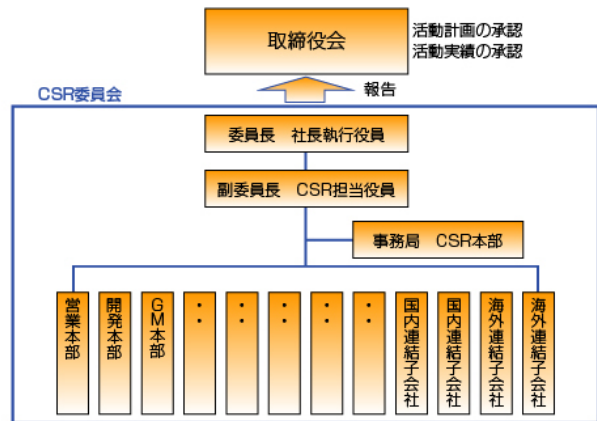 取締役会
活動計画の承認
活動実績の承認
報告
CSR委員会
委員長　社長執行役員
副委員長　CSR担当役員
事務局　CSR本部
営業本部
開発本部
GM本部
・・
・・
・・
・・
・・
国内連結子会社
国内連結子会社
海外連結子会社
海外連結子会社